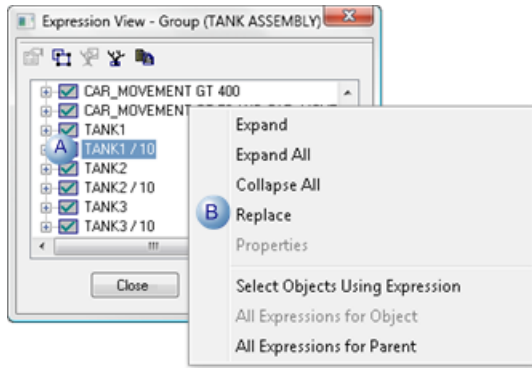 Expression View - Group (TANK ASSEMBLY)
CAR_MOVEMENT GT 400
CAR_MOVEMENT
TANK1
A
TANK1 / 10
TANK2
TANK2 / 10
TANK3
TANK3 / 10
Close
Expand
Expand All
Collapse All
B
Replace
Properties
Select Objects Using Expression
All Expressions for Object
All Expressions for Parent